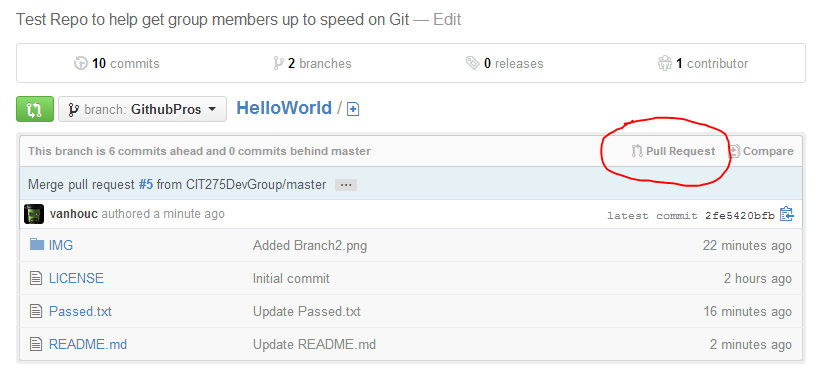 Test Repo to help get group members up to speed on Git — Edit
10 commits 2 branches 0 releases 1 contributor
branch: GithubPros HelloWorld /
This branch is 6 commits ahead and 0 commits behind master Pull Request Compare
Merge pull request #5 from CIT275DevGroup/master ...
vanhouc authored a minute ago latest commit 2fe5420bfb
IMG Added Branch2.png 22 minutes ago
LICENSE Initial commit 2 hours ago
Passed.txt Update Passed.txt 16 minutes ago
README.md Update README.md 2 minutes ago